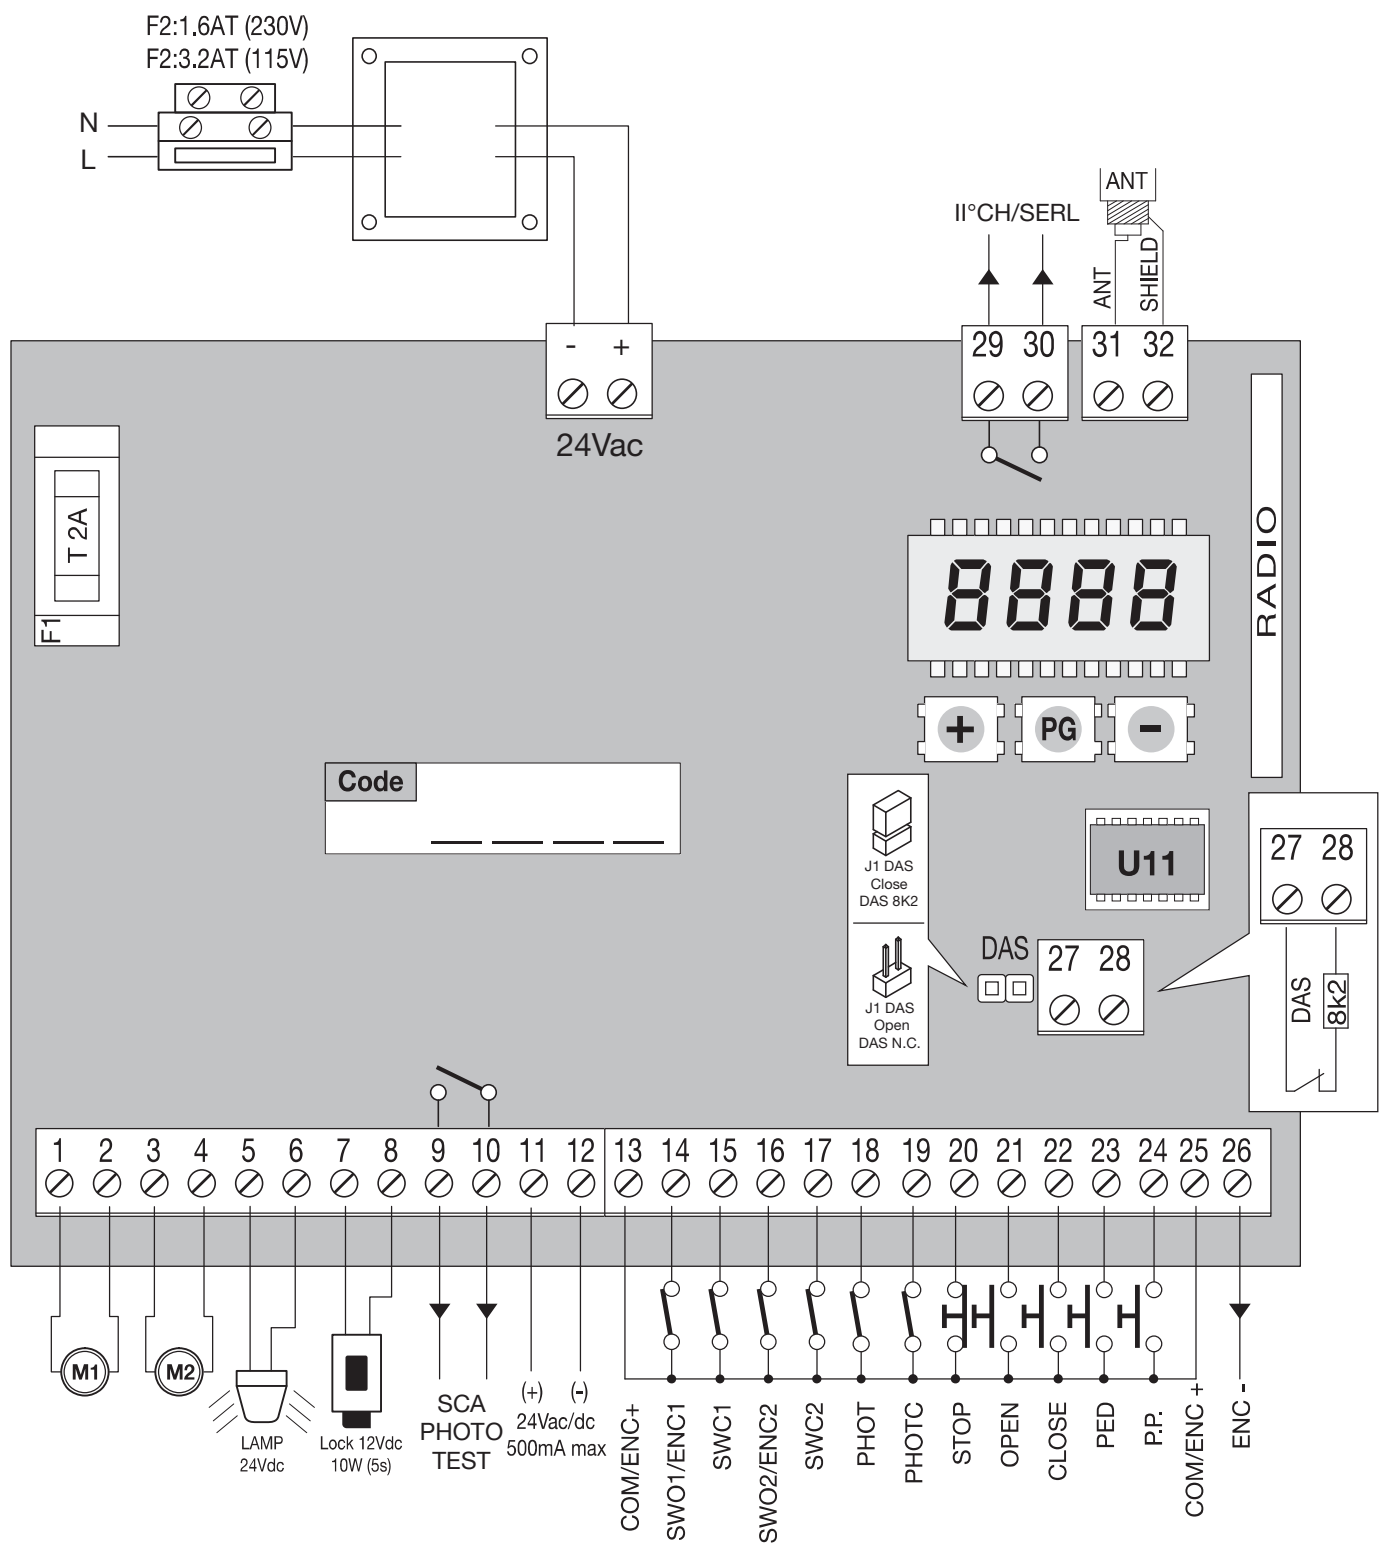 F2:1.6AT (230V)
F2:3.2AT (115V)
N
L
ANT
II°CH/SERL
ANT
SHIELD
- +
24Vac
29 30
31 32
T 2A
F1
8888
RADIO
+
PG
-
Code
J1 DAS
Close
DAS 8K2
J1 DAS
Open
DAS N.C.
U11
DAS
27 28
27 28
DAS
8k2
1 2 3 4 5 6 7 8 9 10 11 12 13 14 15 16 17 18 19 20 21 22 23 24 25 26
M1
M2
LAMP
24Vdc
Lock 12Vdc
10W (5s)
SCA
PHOTO
TEST
(+) (-)
24Vac/dc
500mA max
COM/ENC+
SWO1/ENC1
SWC1
SWO2/ENC2
SWC2
PHOT
PHOTC
STOP
OPEN
CLOSE
PED
P.P.
COM/ENC +
ENC -